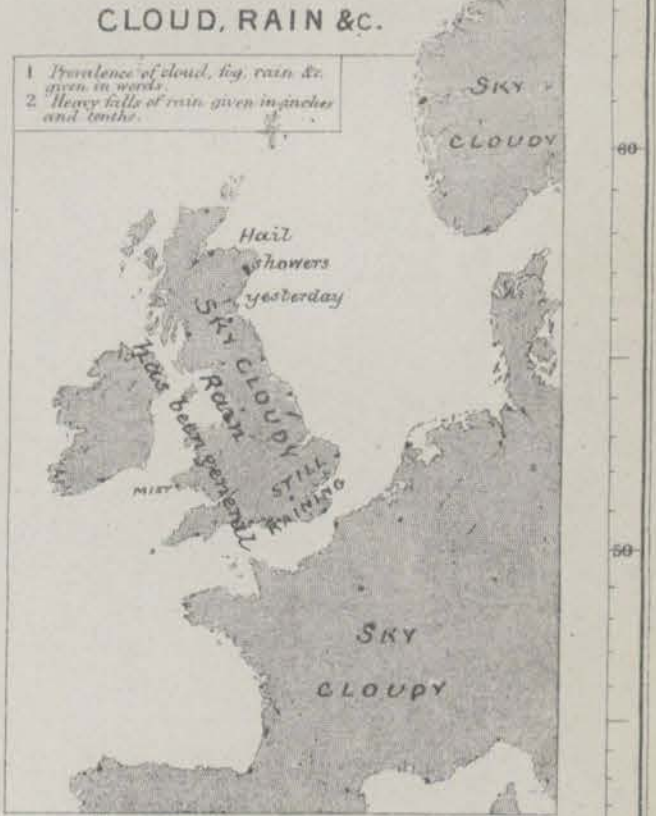 CLOUD, RAIN &c.
1 Prevalence of cloud, fog, rain &c.
given in words.
2 Heavy falls of rain given in inches
and tenths.
SKY
CLOUDY
60
Hail
showers
yesterday
SKY CLOUDY
Rain
has been general
STILL
RAINING
MIST
50
SKY
CLOUDY